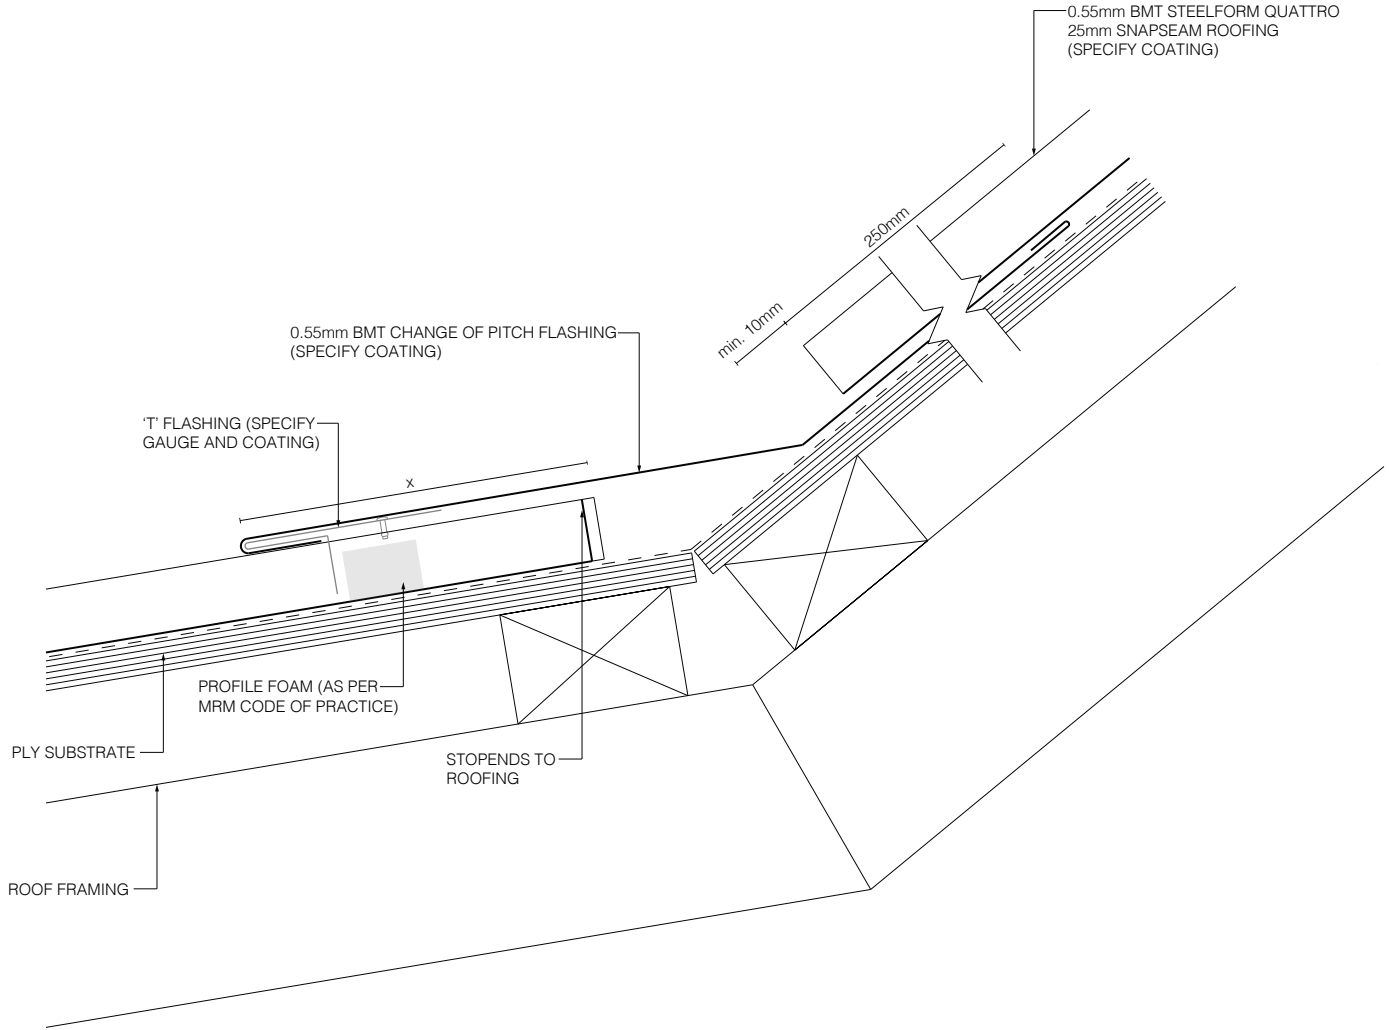 0.55mm BMT STEELFORM QUATTRO
25mm SNAPSEAM ROOFING
(SPECIFY COATING)
250mm
min. 10mm
0.55mm BMT CHANGE OF PITCH FLASHING
(SPECIFY COATING)
‘T’ FLASHING (SPECIFY
GAUGE AND COATING)
x
PROFILE FOAM (AS PER
MRM CODE OF PRACTICE)
PLY SUBSTRATE
STOPENDS TO
ROOFING
ROOF FRAMING